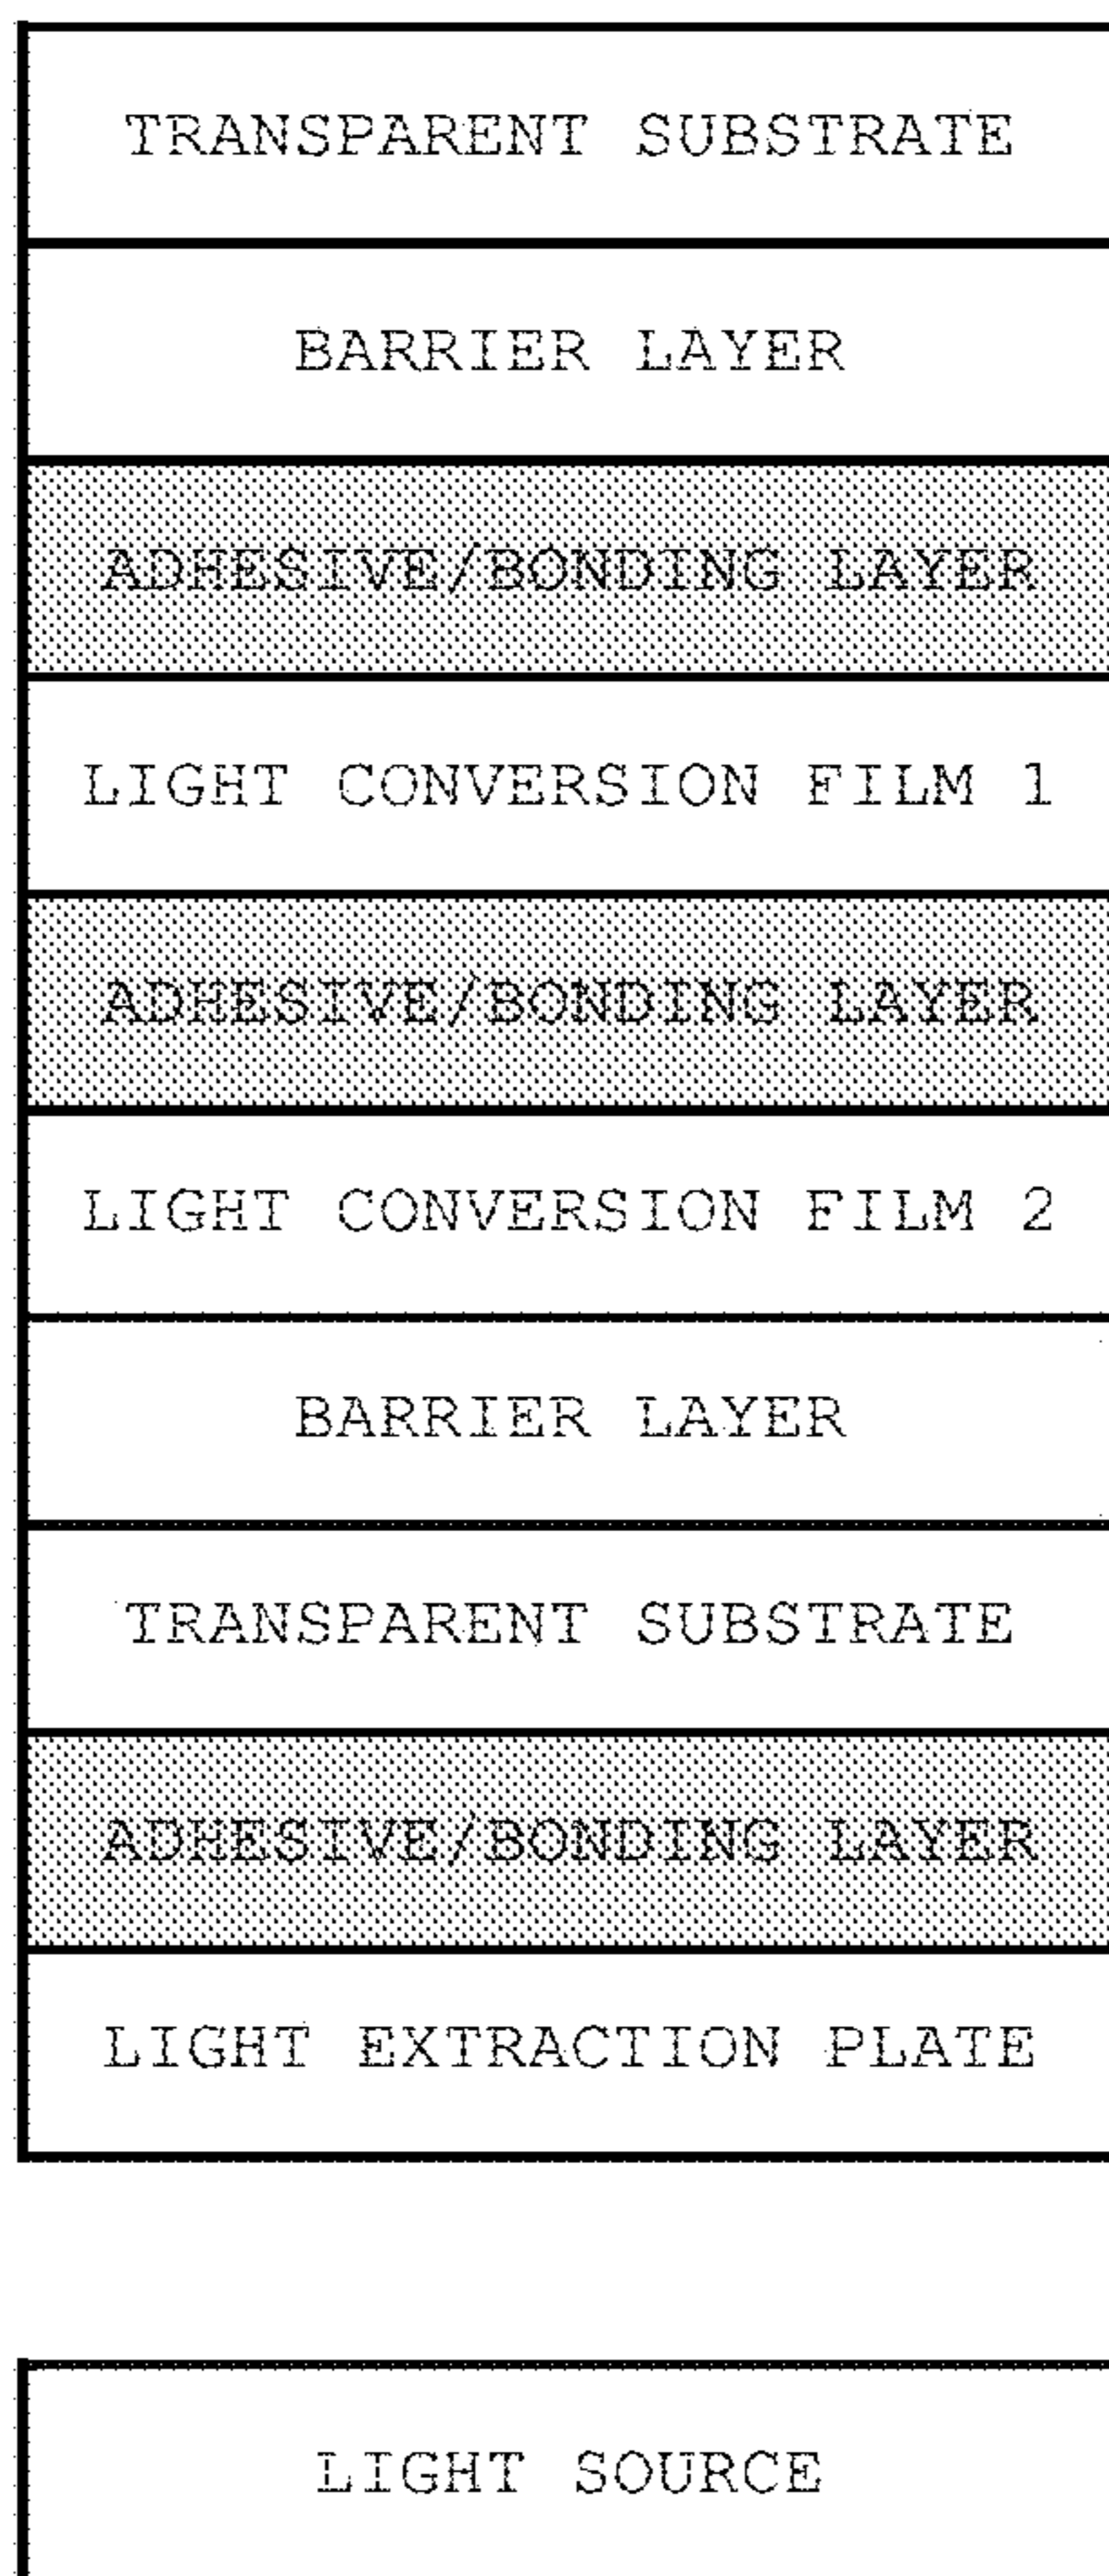 TRANSPARENT SUBSTRATE
BARRIER LAYER
ADHESIVE/BONDING LAYER
LIGHT CONVERSION FILM 1
ADHESIVE/BONDING LAYER
LIGHT CONVERSION FILM 2
BARRIER LAYER
TRANSPARENT SUBSTRATE
ADHESIVE/BONDING LAYER
LIGHT EXTRACTION PLATE
LIGHT SOURCE